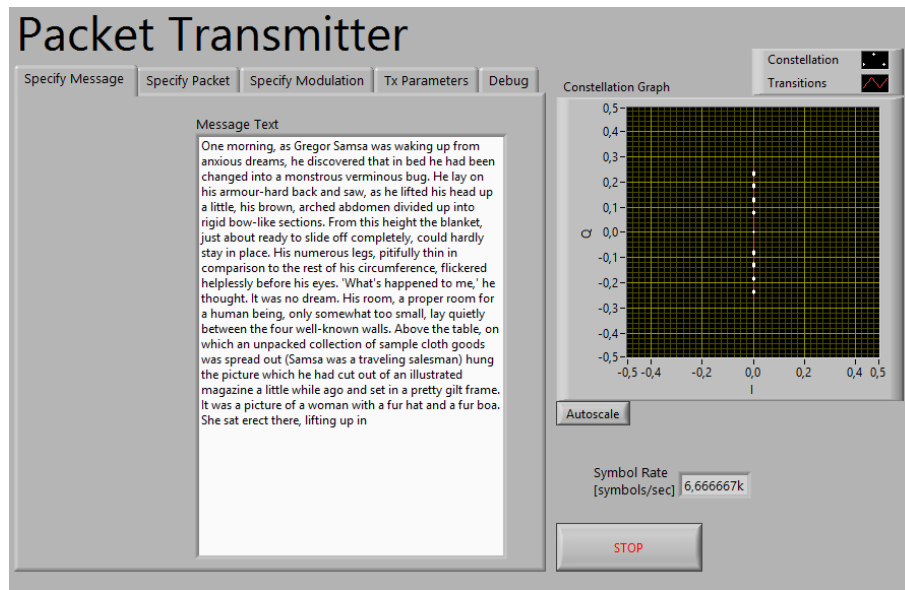 Packet Transmitter
Specify Message
Specify Packet
Specify Modulation
Tx Parameters
Debug
Message Text
One morning, as Gregor Samsa was waking up from
anxious dreams, he discovered that in bed he had been
changed into a monstrous verminous bug. He lay on
his armour-hard back and saw, as he lifted his head up
a little, his brown, arched abdomen divided up into
rigid bow-like sections. From this height the blanket,
just about ready to slide off completely, could hardly
stay in place. His numerous legs, pitifully thin in
comparison to the rest of his circumference, flickered
helplessly before his eyes. 'What's happened to me,' he
thought. It was no dream. His room, a proper room for
a human being, only somewhat too small, lay quietly
between the four well-known walls. Above the table, on
which an unpacked collection of sample cloth goods
was spread out (Samsa was a traveling salesman) hung
the picture which he had cut out of an illustrated
magazine a little while ago and set in a pretty gilt frame.
It was a picture of a woman with a fur hat and a fur boa.
She sat erect there, lifting up in
Constellation
Transitions
Constellation Graph
0,5
0,4
0,3
0,2
0,1
0,0
-0,1
-0,2
-0,3
-0,4
-0,5
Q
-0,5 -0,4 -0,2 0,0 0,2 0,4 0,5
I
Autoscale
Symbol Rate
[symbols/sec]
6,666667k
STOP